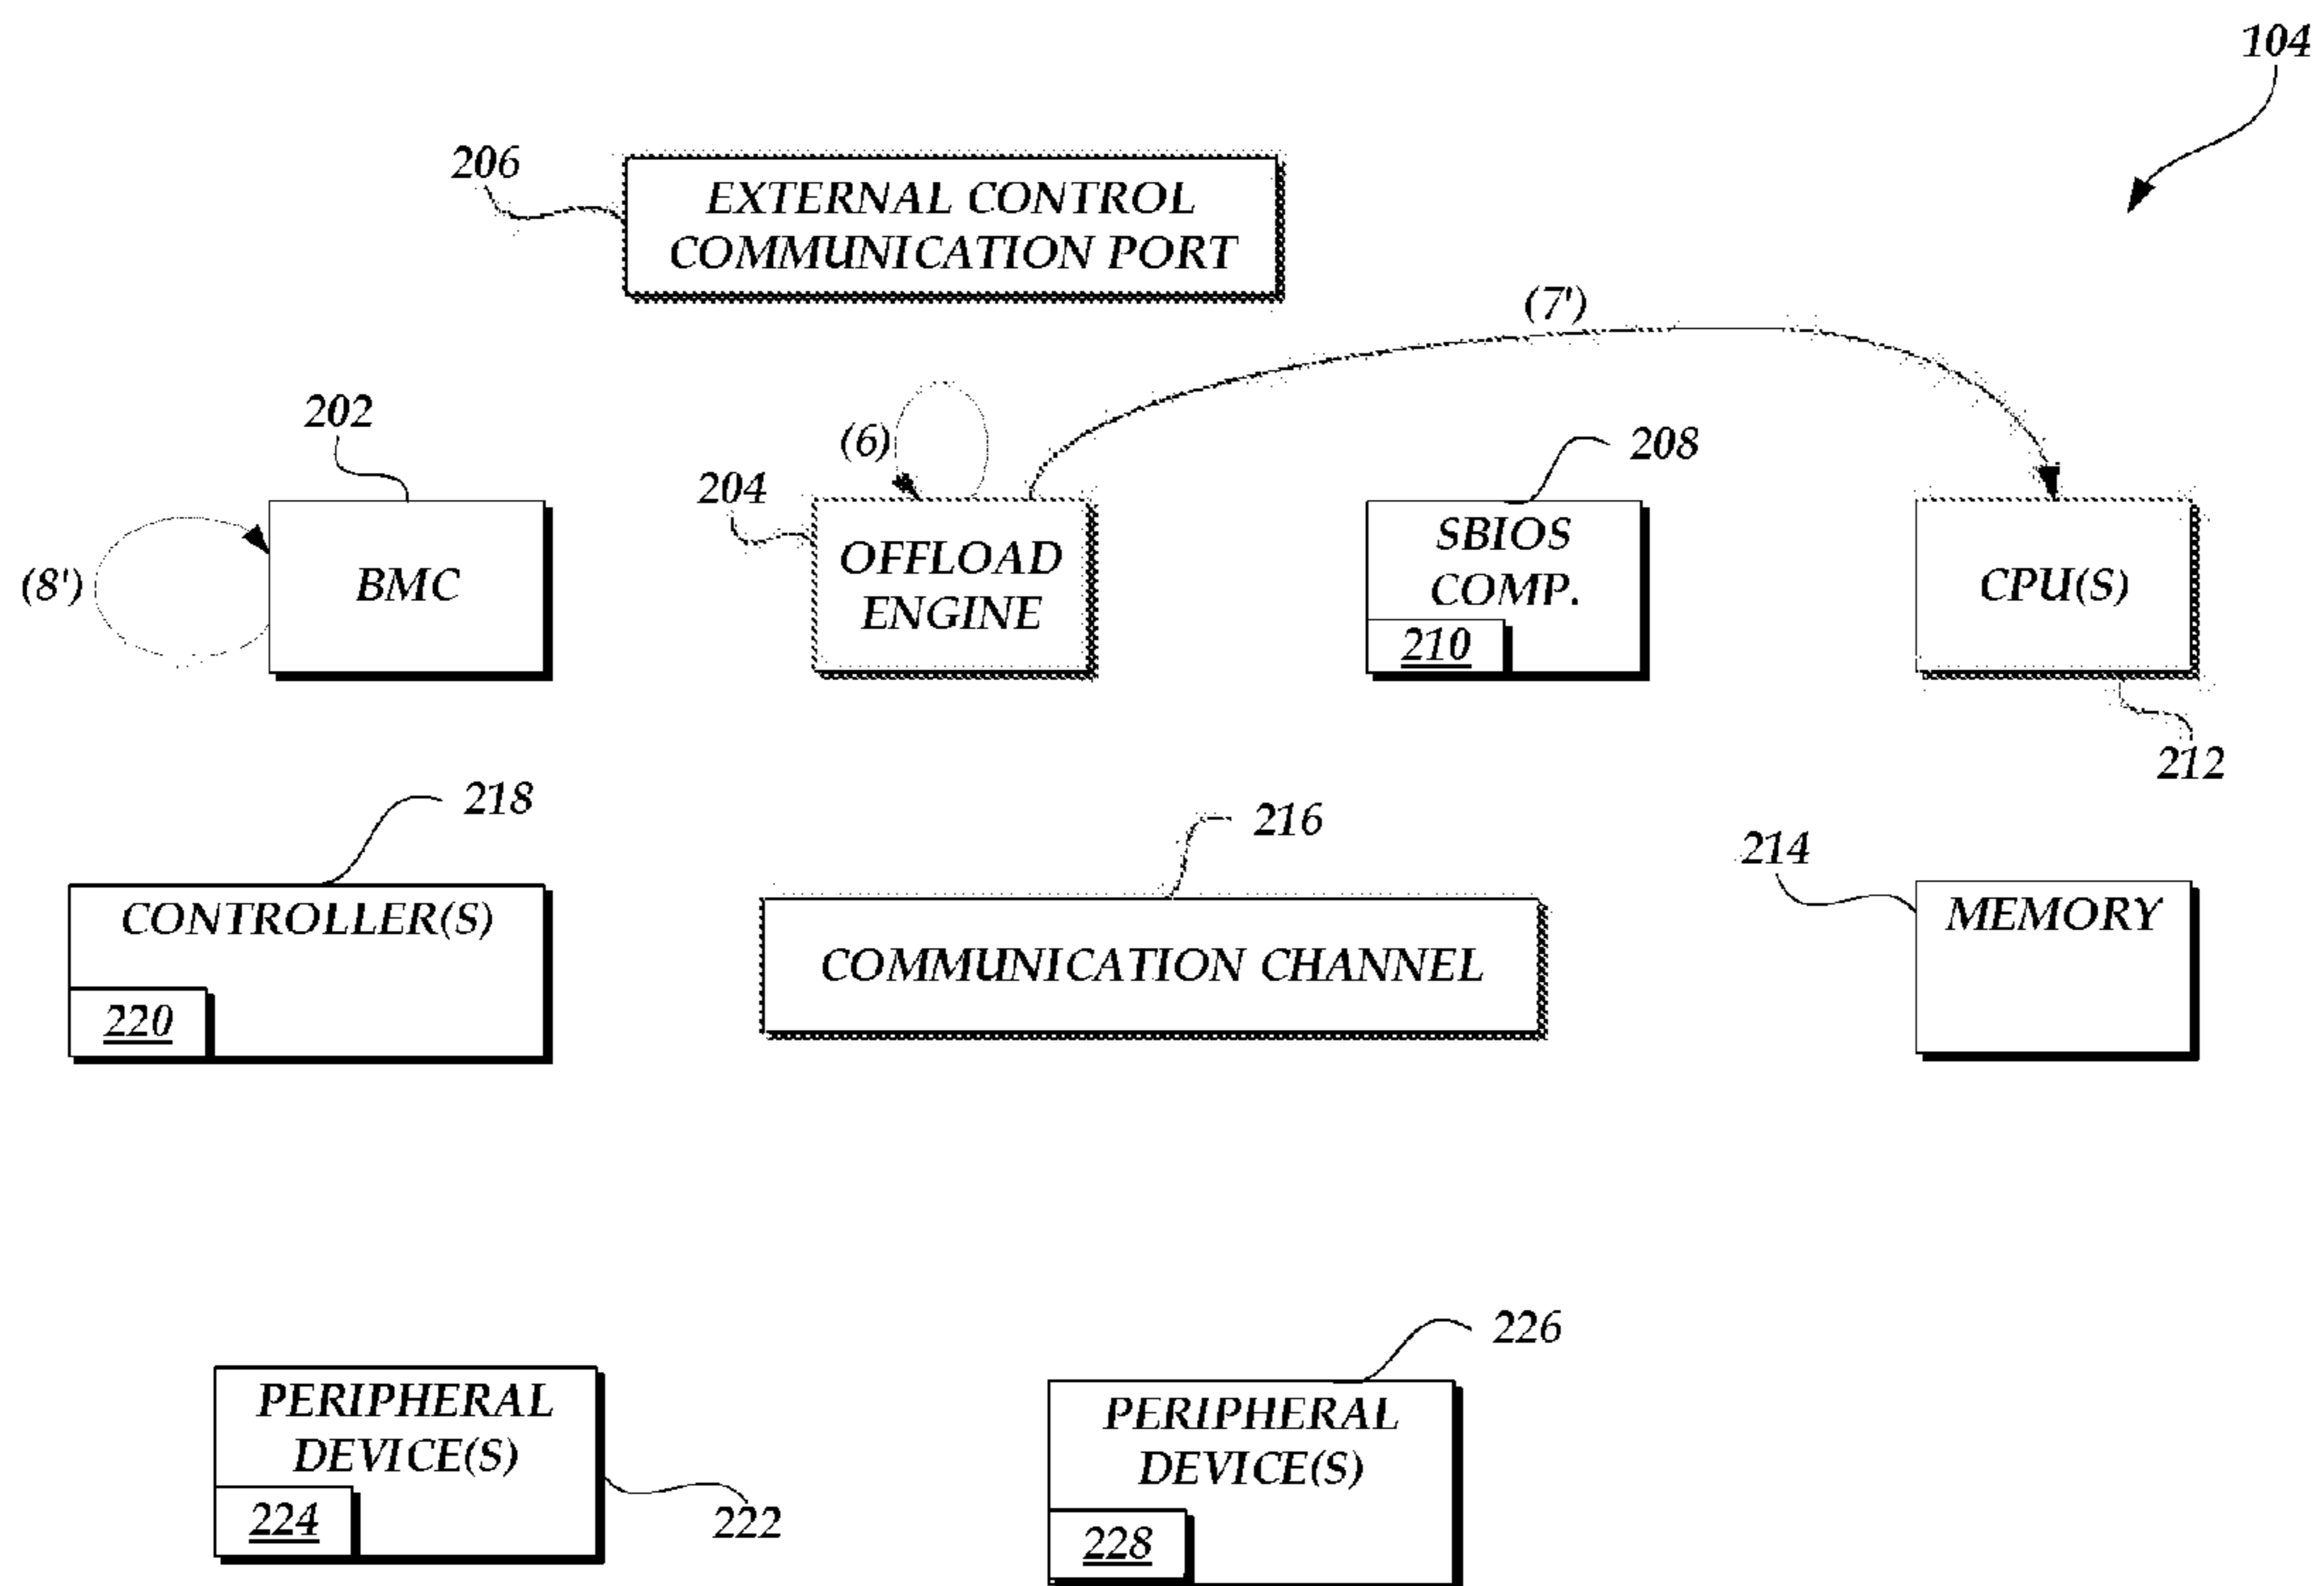 104
206
EXTERNAL CONTROL
COMMUNICATION PORT
(7')
202
(6)
208
204
BMC
(8')
OFFLOAD
ENGINE
SBIOS
COMP.
210
CPU(S)
212
218
216
214
CONTROLLER(S)
220
COMMUNICATION CHANNEL
MEMORY
226
PERIPHERAL
DEVICE(S)
224
222
PERIPHERAL
DEVICE(S)
228